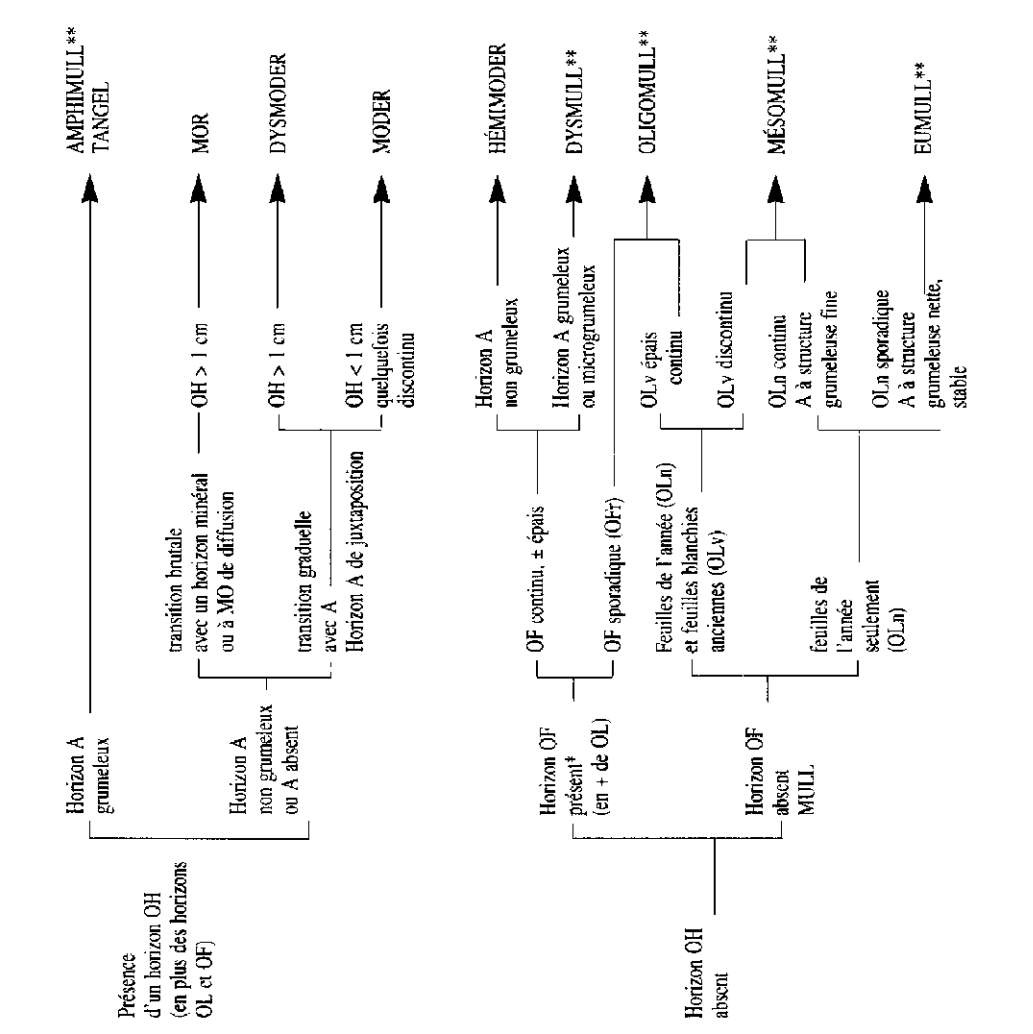 Présence
d'un horizon OH
(en plus des horizons
OL et OF)
Horizon A
grumeleux
AMPHIMULL**
TANGEL
Horizon A
non grumeleux
ou A absent
transition brutale
avec un horizon minéral
ou à MO de diffusion
OH > 1 cm
MOR
transition graduelle
avec A
Horizon A de juxtaposition
OH > 1 cm
DYSMODER
OH < 1 cm
quelquefois
discontinu
MODER
Horizon OH
absent
Horizon OF
présent*
(en + de OL)
OF continu, ± épais
Horizon A
non grumeleux
HÉMIMODER
Horizon A grumeleux
ou microgrumeleux
DYSMULL**
OF sporadique (OFr)
OLIGOMULL**
Horizon OF
absent
MULL
Feuilles de l'année (OLn)
et feuilles blanchies
anciennes (OLv)
OLv épais
continu
OLv discontinu
MÉSOMULL**
feuilles de
l'année
seulement
(OLn)
OLn continu
A à structure
grumeleuse fine
OLn sporadique
A à structure
grumeleuse nette,
stable
EUMULL**